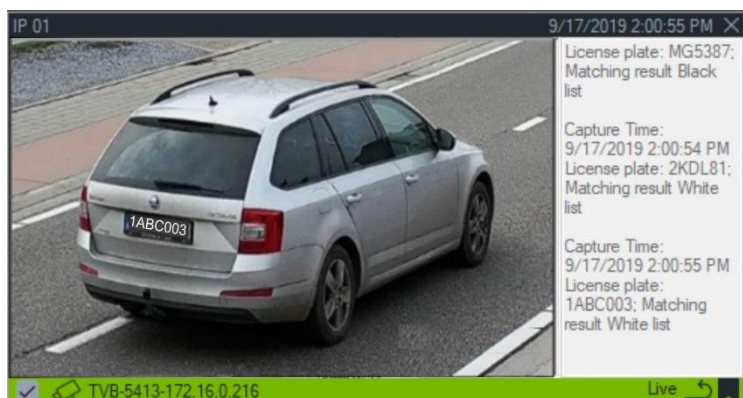 IP 01
9/17/2019 2:00:55 PM
License plate: MG5387;
Matching result Black
list
Capture Time:
9/17/2019 2:00:54 PM
License plate: 2KDL81;
Matching result White
list
Capture Time:
9/17/2019 2:00:55 PM
License plate:
1ABC003; Matching
result White list
1ABC003
OCTAVIA
TVB-5413-172.16.0.216
Live